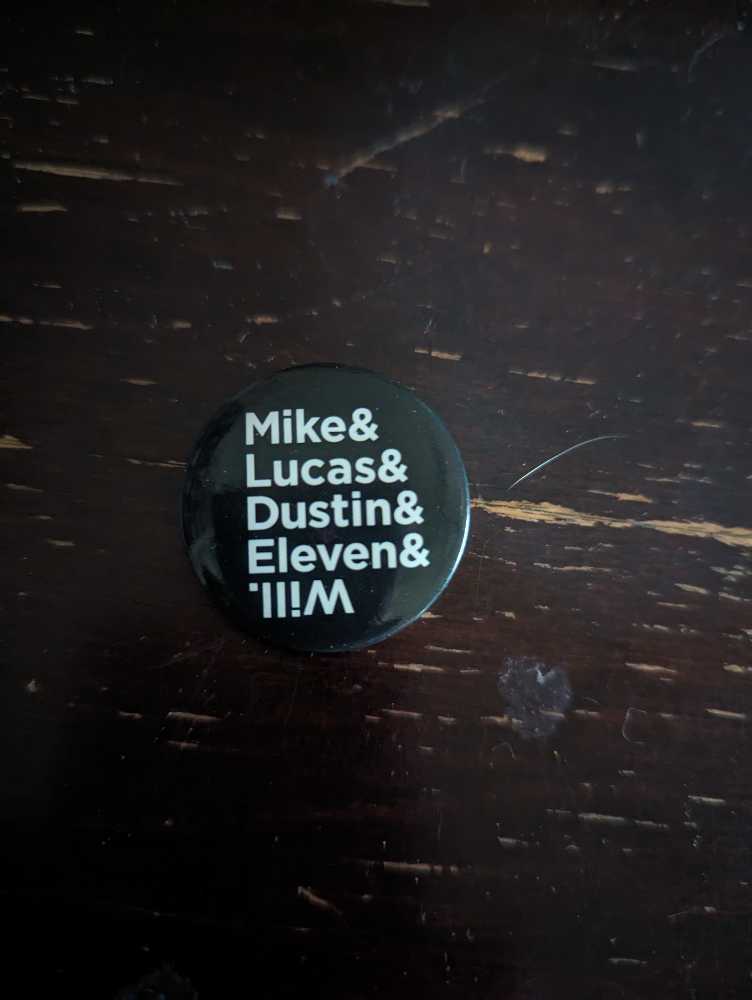 Mike&
Lucas&
Dustin&
Eleven&
Will.